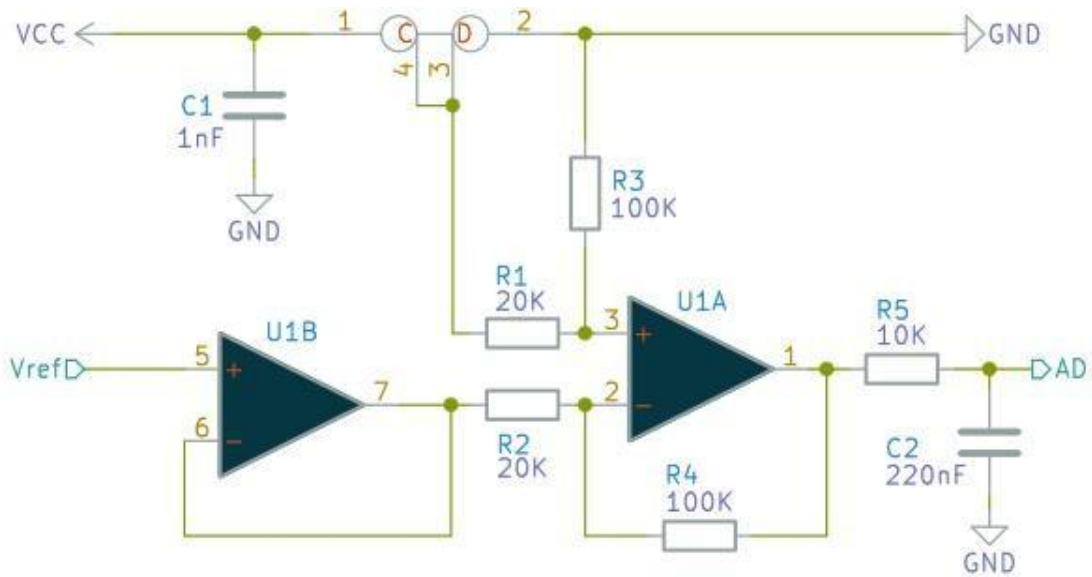 VCC
1
C
D
2
GND
4
3
C1
1nF
GND
R3
100K
R1
20K
U1A
U1B
3
+
R5
10K
1
Vref
5
+
AD
7
2
−
6
−
R2
20K
C2
220nF
R4
100K
GND